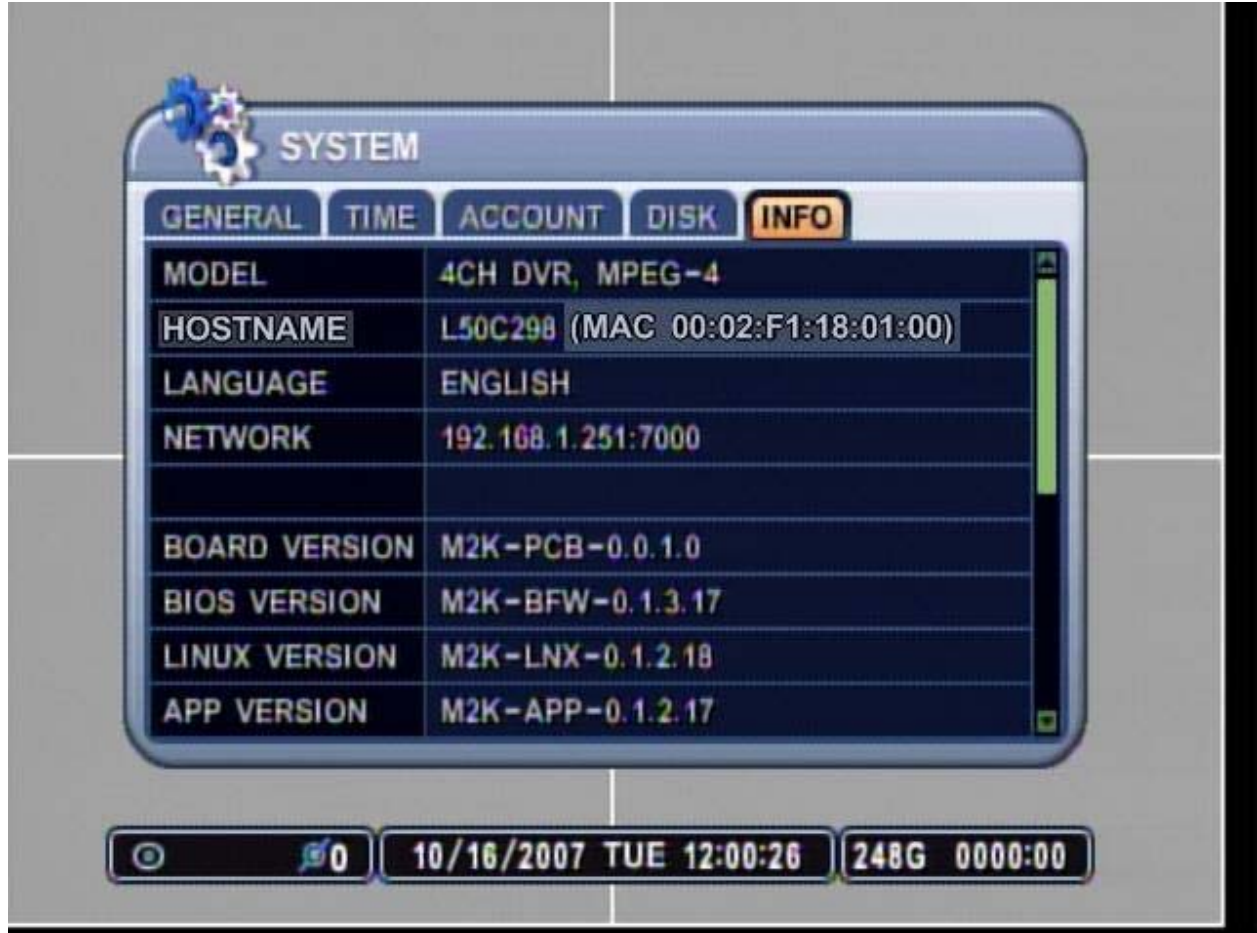 SYSTEM
GENERAL TIME ACCOUNT DISK INFO
MODEL 4CH DVR, MPEG-4
HOSTNAME L50C298 (MAC 00:02:F1:18:01:00)
LANGUAGE ENGLISH
NETWORK 192.168.1.251:7000
BOARD VERSION M2K-PCB-0.0.1.0
BIOS VERSION M2K-BFW-0.1.3.17
LINUX VERSION M2K-LNX-0.1.2.18
APP VERSION M2K-APP-0.1.2.17
0 10/16/2007 TUE 12:00:26 248G 0000:00